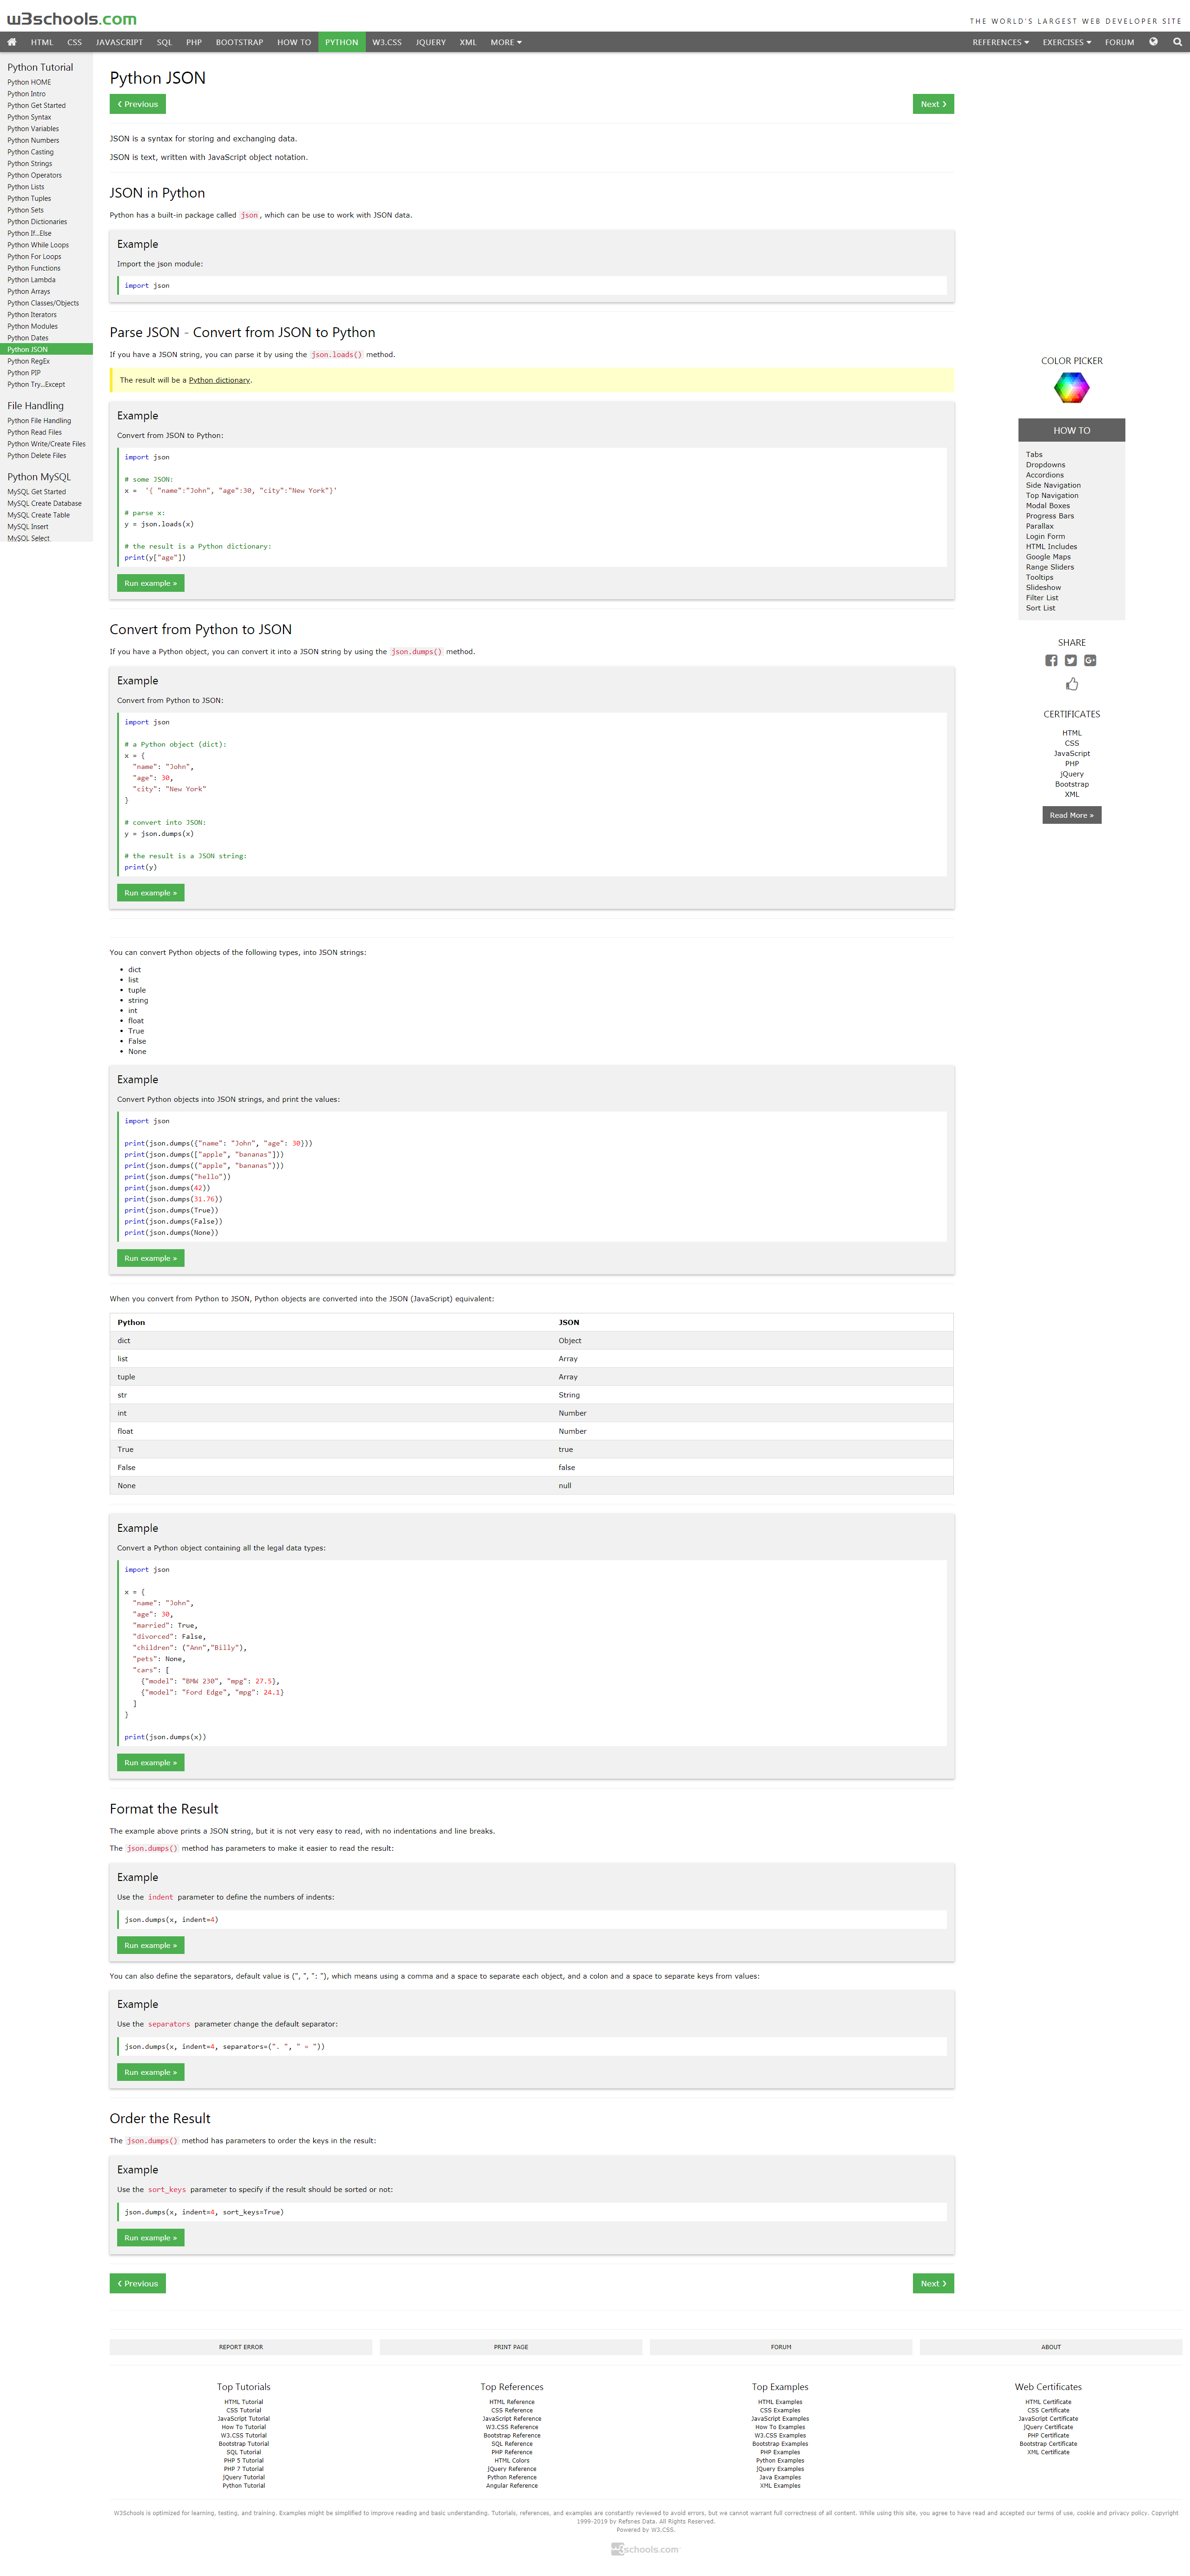 w3schools.com
THE WORLD'S LARGEST WEB DEVELOPER SITE
HTML CSS JAVASCRIPT SQL PHP BOOTSTRAP HOW TO PYTHON W3.CSS JQUERY XML MORE REFERENCES EXERCISES FORUM
Python Tutorial
Python HOME
Python Intro
Python Get Started
Python Syntax
Python Variables
Python Numbers
Python Casting
Python Strings
Python Operators
Python Lists
Python Tuples
Python Sets
Python Dictionaries
Python If...Else
Python While Loops
Python For Loops
Python Functions
Python Lambda
Python Arrays
Python Classes/Objects
Python Iterators
Python Modules
Python Dates
Python JSON
Python RegEx
Python PIP
Python Try...Except
File Handling
Python File Handling
Python Read Files
Python Write/Create Files
Python Delete Files
Python MySQL
MySQL Get Started
MySQL Create Database
MySQL Create Table
MySQL Insert
MySQL Select
Python JSON
❮ Previous
Next ❯
JSON is a syntax for storing and exchanging data.
JSON is text, written with JavaScript object notation.
JSON in Python
Python has a built-in package called json, which can be use to work with JSON data.
Example
Import the json module:
import json
Parse JSON - Convert from JSON to Python
If you have a JSON string, you can parse it by using the json.loads() method.
The result will be a Python dictionary.
Example
Convert from JSON to Python:
import json
# some JSON:
x =  '{ "name":"John", "age":30, "city":"New York"}'
# parse x:
y = json.loads(x)
# the result is a Python dictionary:
print(y["age"])
Run example »
Convert from Python to JSON
If you have a Python object, you can convert it into a JSON string by using the json.dumps() method.
Example
Convert from Python to JSON:
import json
# a Python object (dict):
x = {
"name": "John",
"age": 30,
"city": "New York"
}
# convert into JSON:
y = json.dumps(x)
# the result is a JSON string:
print(y)
Run example »
You can convert Python objects of the following types, into JSON strings:
• dict
• list
• tuple
• string
• int
• float
• True
• False
• None
Example
Convert Python objects into JSON strings, and print the values:
import json
print(json.dumps({"name": "John", "age": 30}))
print(json.dumps(["apple", "bananas"]))
print(json.dumps(("apple", "bananas")))
print(json.dumps("hello"))
print(json.dumps(42))
print(json.dumps(31.76))
print(json.dumps(True))
print(json.dumps(False))
print(json.dumps(None))
Run example »
When you convert from Python to JSON, Python objects are converted into the JSON (JavaScript) equivalent:
Python JSON
dict Object
list Array
tuple Array
str String
int Number
float Number
True true
False false
None null
Example
Convert a Python object containing all the legal data types:
import json
x = {
"name": "John",
"age": 30,
"married": True,
"divorced": False,
"children": ("Ann","Billy"),
"pets": None,
"cars": [
{"model": "BMW 230", "mpg": 27.5},
{"model": "Ford Edge", "mpg": 24.1}
]
}
print(json.dumps(x))
Run example »
Format the Result
The example above prints a JSON string, but it is not very easy to read, with no indentations and line breaks.
The json.dumps() method has parameters to make it easier to read the result:
Example
Use the indent parameter to define the numbers of indents:
json.dumps(x, indent=4)
Run example »
You can also define the separators, default value is (", ", ": "), which means using a comma and a space to separate each object, and a colon and a space to separate keys from values:
Example
Use the separators parameter change the default separator:
json.dumps(x, indent=4, separators=(". ", " = "))
Run example »
Order the Result
The json.dumps() method has parameters to order the keys in the result:
Example
Use the sort_keys parameter to specify if the result should be sorted or not:
json.dumps(x, indent=4, sort_keys=True)
Run example »
❮ Previous
Next ❯
COLOR PICKER
HOW TO
Tabs
Dropdowns
Accordions
Side Navigation
Top Navigation
Modal Boxes
Progress Bars
Parallax
Login Form
HTML Includes
Google Maps
Range Sliders
Tooltips
Slideshow
Filter List
Sort List
SHARE
CERTIFICATES
HTML
CSS
JavaScript
PHP
jQuery
Bootstrap
XML
Read More »
REPORT ERROR
PRINT PAGE
FORUM
ABOUT
Top Tutorials
HTML Tutorial
CSS Tutorial
JavaScript Tutorial
How To Tutorial
W3.CSS Tutorial
Bootstrap Tutorial
SQL Tutorial
PHP 5 Tutorial
PHP 7 Tutorial
jQuery Tutorial
Python Tutorial
Top References
HTML Reference
CSS Reference
JavaScript Reference
W3.CSS Reference
Bootstrap Reference
SQL Reference
PHP Reference
HTML Colors
jQuery Reference
Python Reference
Angular Reference
Top Examples
HTML Examples
CSS Examples
JavaScript Examples
How To Examples
W3.CSS Examples
Bootstrap Examples
PHP Examples
Python Examples
jQuery Examples
Java Examples
XML Examples
Web Certificates
HTML Certificate
CSS Certificate
JavaScript Certificate
jQuery Certificate
PHP Certificate
Bootstrap Certificate
XML Certificate
W3Schools is optimized for learning, testing, and training. Examples might be simplified to improve reading and basic understanding. Tutorials, references, and examples are constantly reviewed to avoid errors, but we cannot warrant full correctness of all content. While using this site, you agree to have read and accepted our terms of use, cookie and privacy policy. Copyright
1999-2019 by Refsnes Data. All Rights Reserved.
Powered by W3.CSS.
w3schools.com